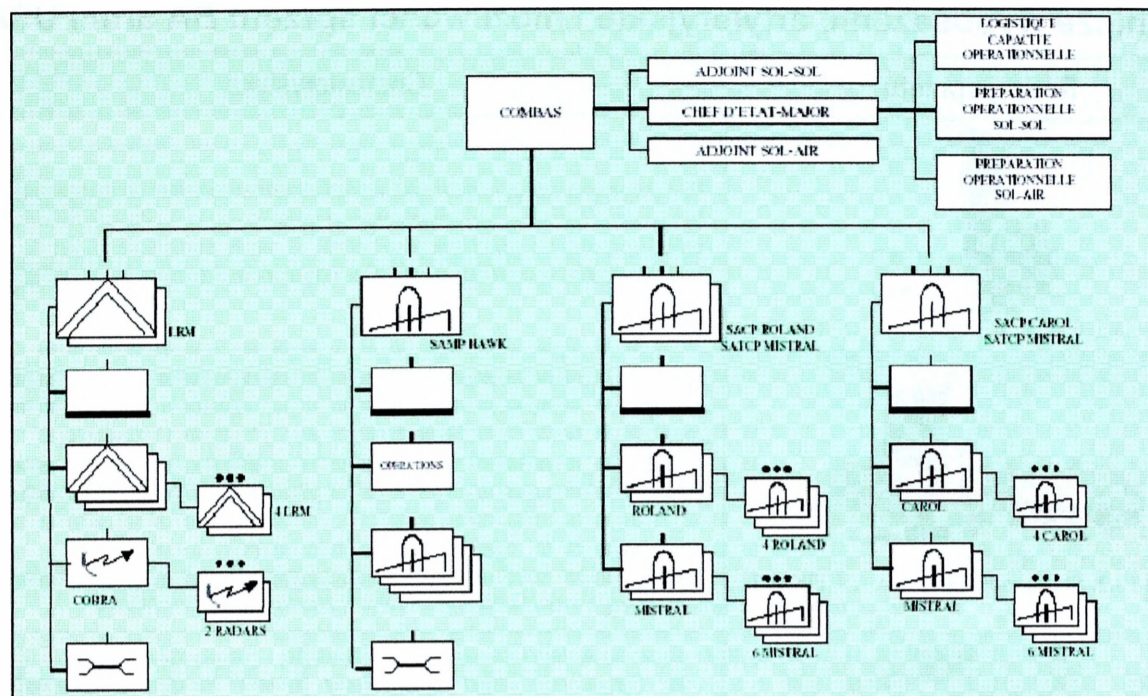 LOGISTIQUE
CAPACITE
OPERATIONNELLE
ADJOINT SOL-SOL
COMBAS
CHEF D'ETAT-MAJOR
PREPARATION
OPERATIONNELLE
SOL-SOL
ADJOINT SOL-AIR
PREPARATION
OPERATIONNELLE
SOL-AIR
LRM
SAMP HAWK
SACP ROLAND
SATCP MISTRAL
SACP CAROL
SATCP MISTRAL
OPERATIONS
4 LRM
ROLAND
4 ROLAND
CAROL
4 CAROL
COBRA
2 RADARS
MISTRAL
6 MISTRAL
MISTRAL
6 MISTRAL